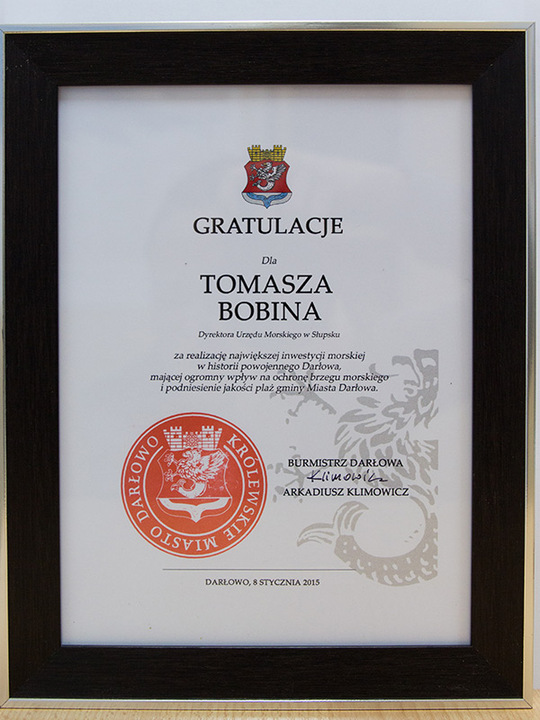 GRATULACJE
Dla
TOMASZA
BOBINA
Dyrektora Urzędu Morskiego w Słupsku
za realizację największej inwestycji morskiej
w historii powojennego Darłowa,
mającej ogromny wpływ na ochronę brzegu morskiego
i podniesienie jakości plaż gminy Miasta Darłowa.
KRÓLEWSKIE MIASTO DARŁOWO
BURMISTRZ DARŁOWA
Klimowicz
ARKADIUSZ KLIMOWICZ
DARŁOWO, 8 STYCZNIA 2015